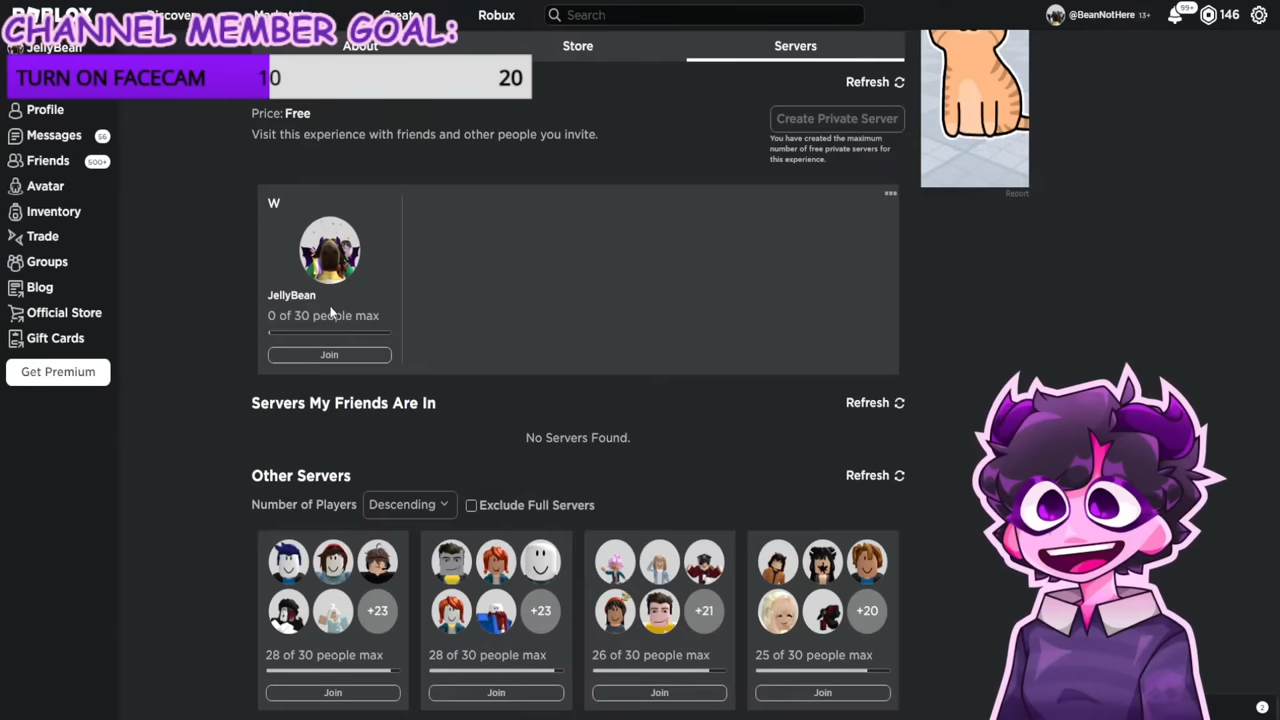 CHANNEL MEMBER GOAL:
TURN ON FACECAM 10 20
Create Robux Search @BeanNotHere 13+ 99+ 146
JellyBean
About Store Servers
Refresh
Profile
Messages 56
Friends 500+
Avatar
Inventory
Trade
Groups
Blog
Official Store
Gift Cards
Get Premium
Price: Free
Visit this experience with friends and other people you invite.
Create Private Server
You have created the maximum
number of free private servers for
this experience.
Report
W
JellyBean
0 of 30 people max
Join
Servers My Friends Are In
Refresh
No Servers Found.
Other Servers
Refresh
Number of Players Descending Exclude Full Servers
+23 +23 +21 +20
28 of 30 people max 28 of 30 people max 26 of 30 people max 25 of 30 people max
Join Join Join Join
2